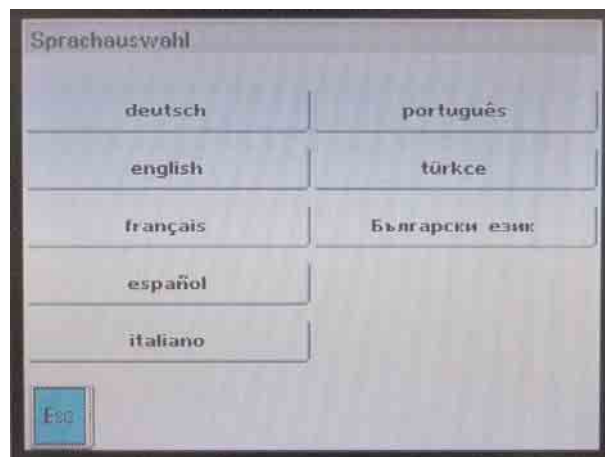 Sprachauswahl
deutsch
english
français
español
italiano
português
türkce
Български език
Esc